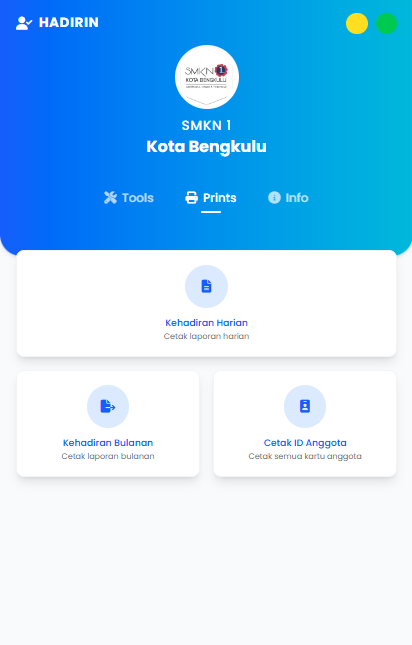 HADIRIN
SMKN 1
KOTA BENGKULU
SMKN 1
Kota Bengkulu
Tools
Prints
Info
Kehadiran Harian
Cetak laporan harian
Kehadiran Bulanan
Cetak laporan bulanan
Cetak ID Anggota
Cetak semua kartu anggota